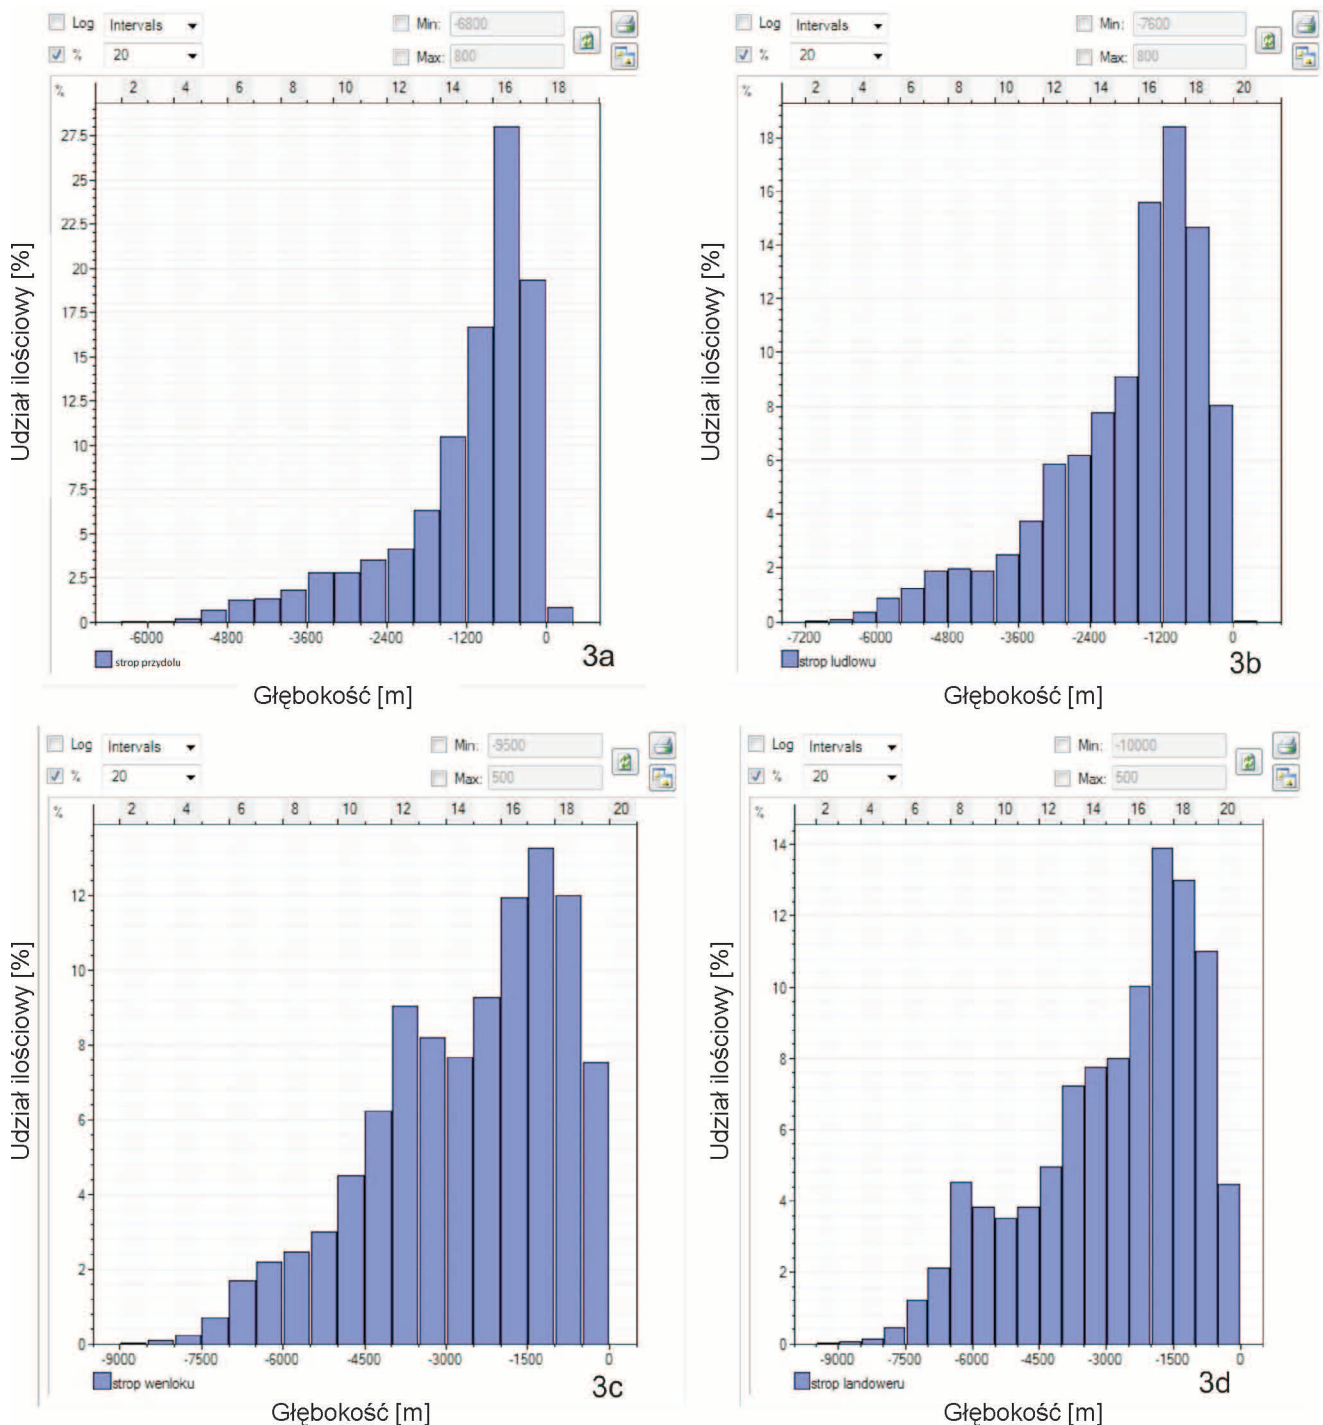 Log Intervals Min: -6800
% 20 Max: 800
% 2 4 6 8 10 12 14 16 18
27.5
25
22.5
20
17.5
15
12.5
10
7.5
5
2.5
0
-6000 -4800 -3600 -2400 -1200 0
Udział ilościowy [%]
strop przydolu
3a
Głębokość [m]
Log Intervals Min: -7600
% 20 Max: 800
% 2 4 6 8 10 12 14 16 18 20
18
16
14
12
10
8
6
4
2
0
-7200 -6000 -4800 -3600 -2400 -1200 0
Udział ilościowy [%]
strop ludlowu
3b
Głębokość [m]
Log Intervals Min: -9500
% 20 Max: 500
% 2 4 6 8 10 12 14 16 18 20
12
10
8
6
4
2
0
-9000 -7500 -6000 -4500 -3000 -1500 0
Udział ilościowy [%]
strop wenloku
3c
Głębokość [m]
Log Intervals Min: -10000
% 20 Max: 500
% 2 4 6 8 10 12 14 16 18 20
14
12
10
8
6
4
2
0
-9000 -7500 -6000 -4500 -3000 -1500 0
Udział ilościowy [%]
strop landoweru
3d
Głębokość [m]